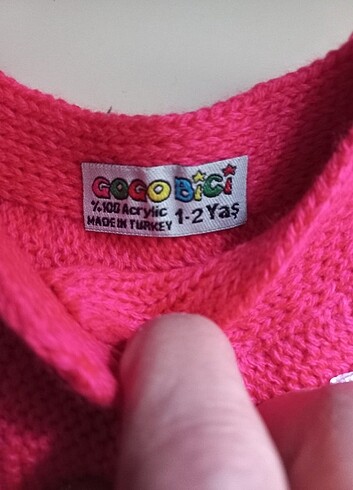 GOGO BiCi
%100 Acrylic
MADE IN TURKEY
1-2 Yaş